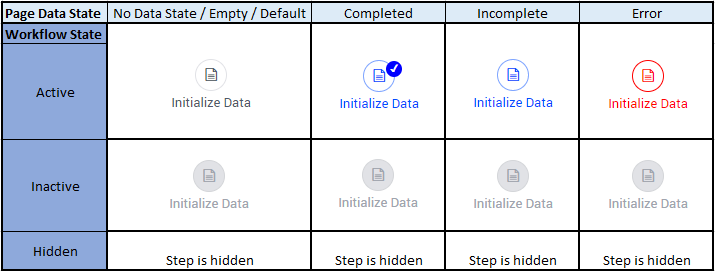 Page Data State No Data State / Empty / Default Completed Incomplete Error
Workflow State
Active Initialize Data Initialize Data Initialize Data Initialize Data
Inactive Initialize Data Initialize Data Initialize Data Initialize Data
Hidden Step is hidden Step is hidden Step is hidden Step is hidden